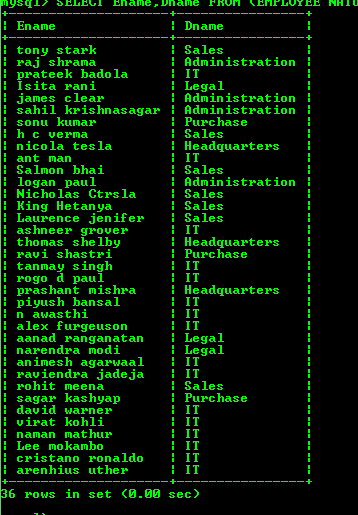 mysql> SELECT Ename,Dname FROM (EMPLOYEE NATU
+--------------------+----------------+
| Ename | Dname |
+--------------------+----------------+
| tony stark | Sales |
| raj shrama | Administration |
| prateek badola | IT |
| Isita rani | Legal |
| james clear | Administration |
| sahil krishnasagar | Administration |
| sonu kumar | Purchase |
| h c verma | Sales |
| nicola tesla | Headquarters |
| ant man | IT |
| Salmon bhai | Sales |
| logan paul | Administration |
| Nicholas Ctrsla | Sales |
| King Hetanya | Sales |
| Laurence jenifer | Sales |
| ashneer grover | IT |
| thomas shelby | Headquarters |
| ravi shastri | Purchase |
| tanmay singh | IT |
| rogo d paul | IT |
| prashant mishra | Headquarters |
| piyush bansal | IT |
| n awasthi | IT |
| alex furgeuson | IT |
| aanad ranganatan | Legal |
| narendra modi | Legal |
| animesh agarwaal | IT |
| raviendra jadeja | IT |
| rohit meena | Sales |
| sagar kashyap | Purchase |
| david warner | IT |
| virat kohli | IT |
| naman mathur | IT |
| Lee mokambo | IT |
| cristano ronaldo | IT |
| arenhius uther | IT |
+--------------------+----------------+
36 rows in set (0.00 sec)